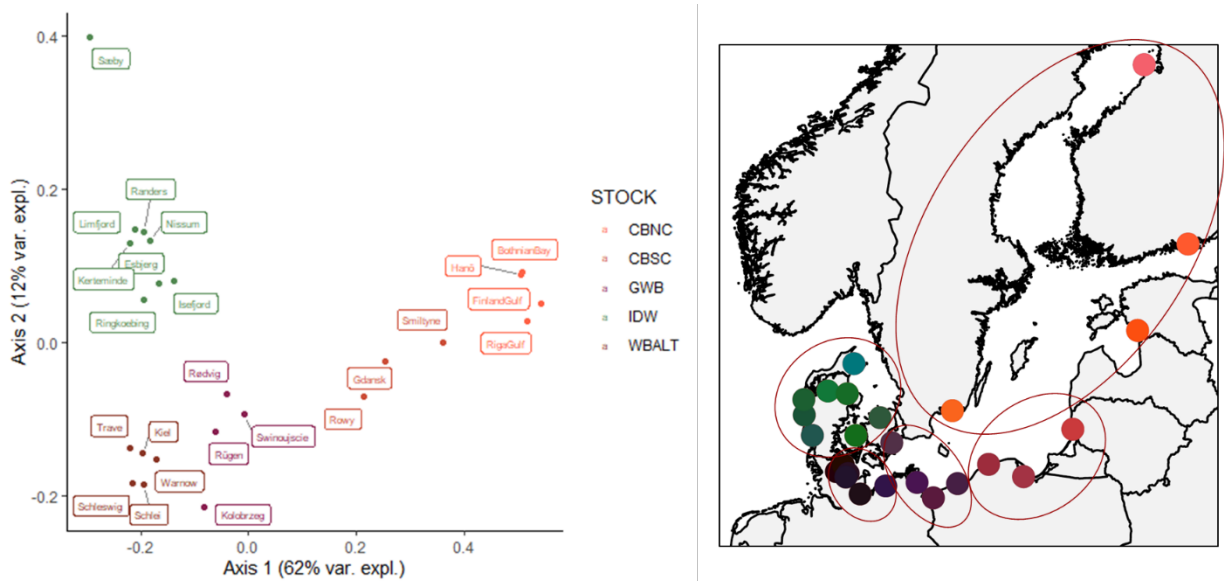 0.4
Sæby
Randers
0.2
Limfjord
Nissum
STOCK
Esbjerg
CBNC
BothnianBay
Kerteminde
Hanö
CBSC
Isefjord
GWB
FinlandGulf
Ringkoebing
IDW
Smiltyne
0.0
RigaGulf
WBALT
Rødvig
Gdansk
Rowy
Trave
Kiel
Swinoujscie
Rügen
Warnow
-0.2
Schleswig
Schlei
Kolobrzeg
-0.2
0.0
0.2
0.4
Axis 1 (62% var. expl.)
Axis 2 (12% var. expl.)
a
a
a
a
a